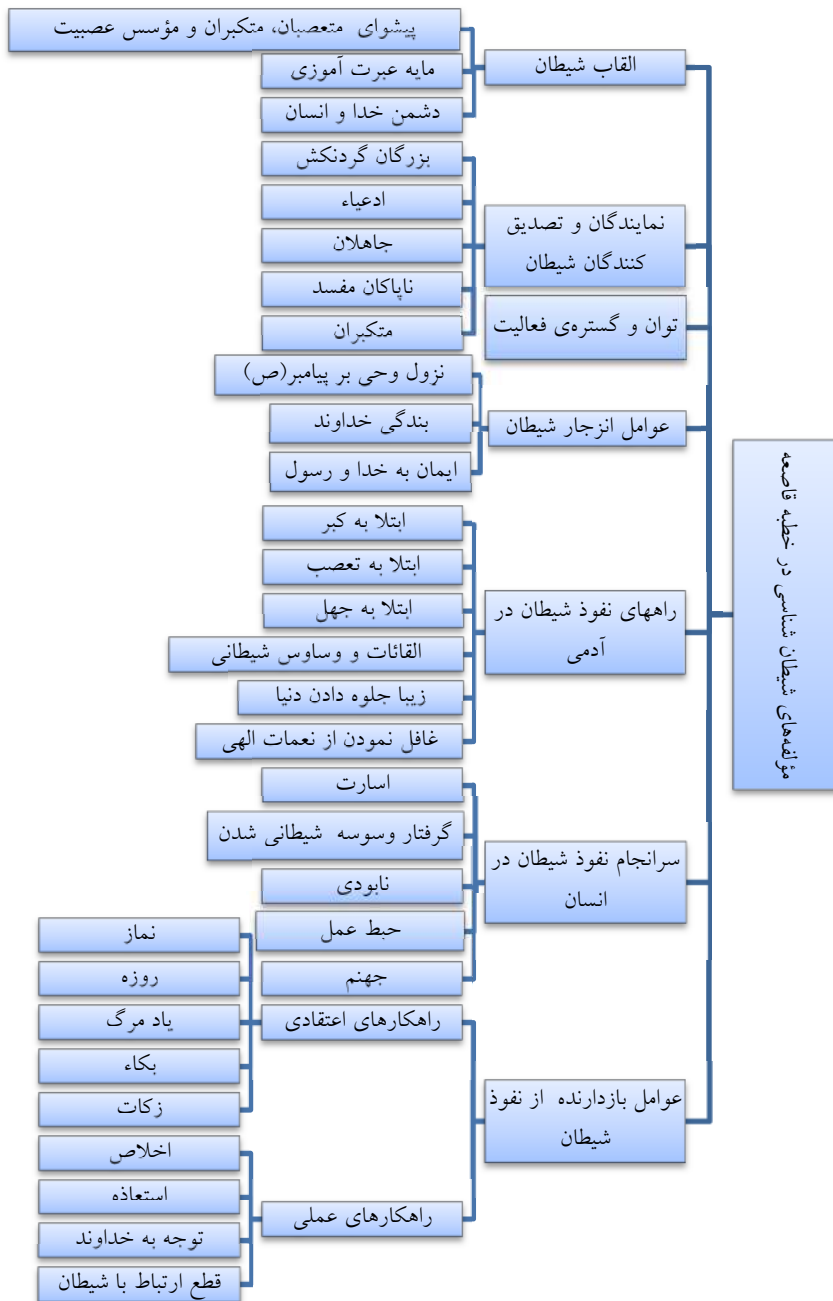 مؤلفه‌های شیطان شناسی در خطبه قاصعه
القاب شیطان
پیشوای متعصبان، متکبران و مؤسس عصبیت
مایه عبرت آموزی
دشمن خدا و انسان
نمایندگان و تصدیق
کنندگان شیطان
بزرگان گردنکش
ادعیاء
جاهلان
ناپاکان مفسد
متکبران
توان و گستره‌ی فعالیت
عوامل انزجار شیطان
نزول وحی بر پیامبر(ص)
بندگی خداوند
ایمان به خدا و رسول
راههای نفوذ شیطان در
آدمی
ابتلا به کبر
ابتلا به تعصب
ابتلا به جهل
القائات و وساوس شیطانی
زیبا جلوه دادن دنیا
غافل نمودن از نعمات الهی
سرانجام نفوذ شیطان در
انسان
اسارت
گرفتار وسوسه شیطانی شدن
نابودی
حبط عمل
جهنم
عوامل بازدارنده از نفوذ
شیطان
راهکارهای اعتقادی
نماز
روزه
یاد مرگ
بکاء
زکات
راهکارهای عملی
اخلاص
استعاذه
توجه به خداوند
قطع ارتباط با شیطان